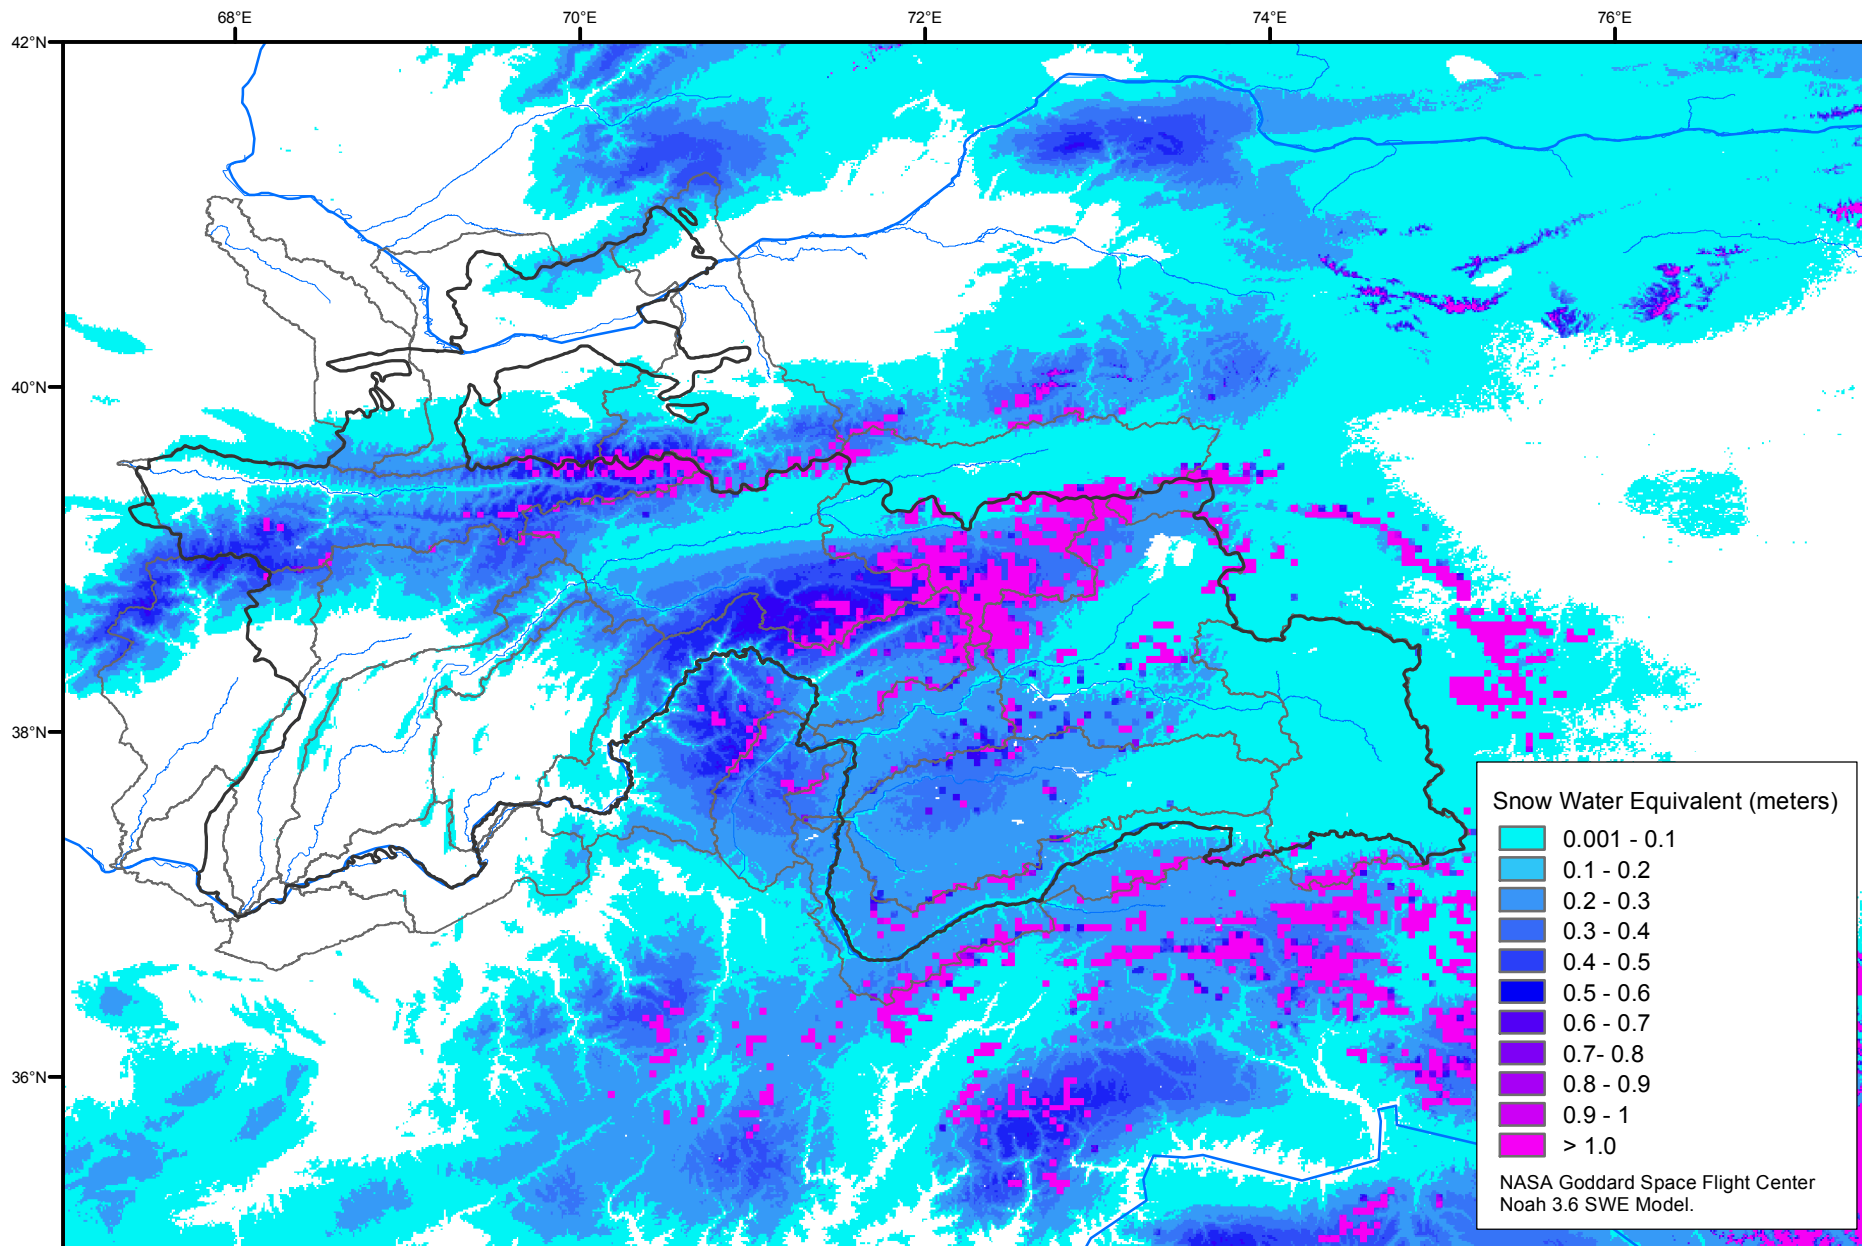 68°E 70°E 72°E 74°E 76°E
42°N
40°N
38°N
36°N
Snow Water Equivalent (meters)
0.001 - 0.1
0.1 - 0.2
0.2 - 0.3
0.3 - 0.4
0.4 - 0.5
0.5 - 0.6
0.6 - 0.7
0.7- 0.8
0.8 - 0.9
0.9 - 1
> 1.0
NASA Goddard Space Flight Center
Noah 3.6 SWE Model.